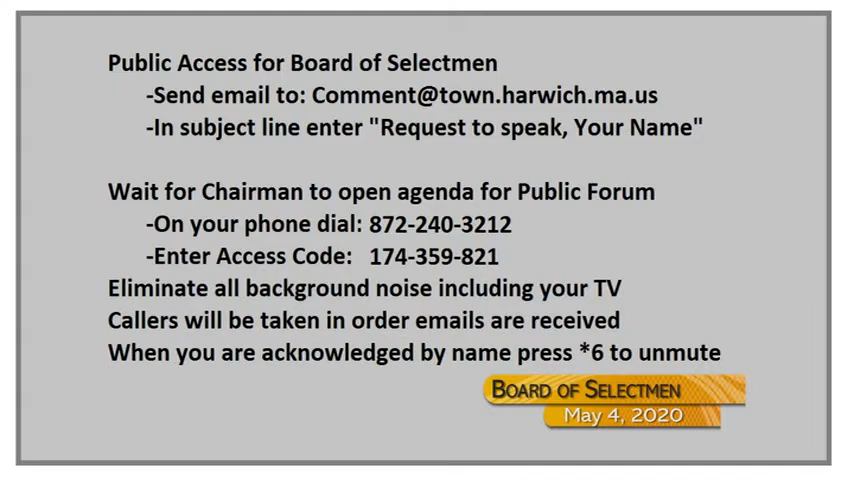 Public Access for Board of Selectmen
-Send email to: Comment@town.harwich.ma.us
-In subject line enter "Request to speak, Your Name"
Wait for Chairman to open agenda for Public Forum
-On your phone dial: 872-240-3212
-Enter Access Code: 174-359-821
Eliminate all background noise including your TV
Callers will be taken in order emails are received
When you are acknowledged by name press *6 to unmute
BOARD OF SELECTMEN
May 4, 2020